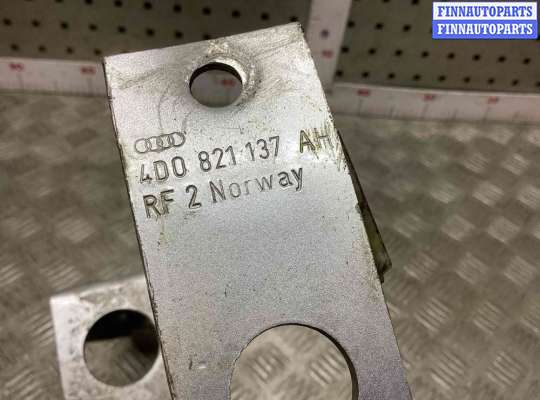 FINNAUTOPARTS
FINNAUTOPARTS
4D0 821 137 AH
RF 2 Norway